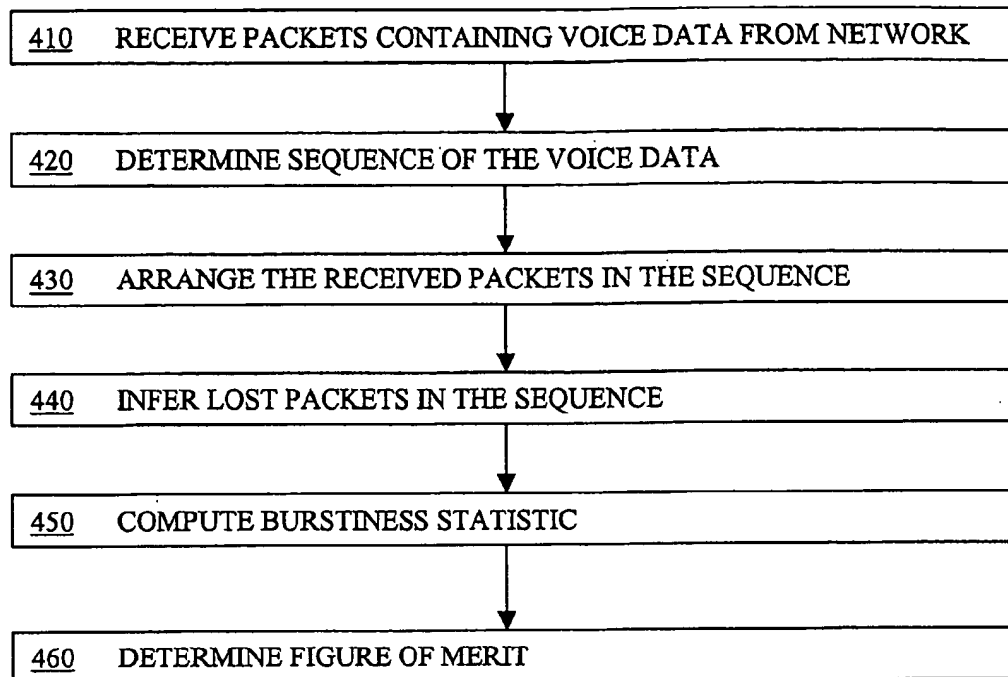 410 RECEIVE PACKETS CONTAINING VOICE DATA FROM NETWORK
420 DETERMINE SEQUENCE OF THE VOICE DATA
430 ARRANGE THE RECEIVED PACKETS IN THE SEQUENCE
440 INFER LOST PACKETS IN THE SEQUENCE
450 COMPUTE BURSTINESS STATISTIC
460 DETERMINE FIGURE OF MERIT